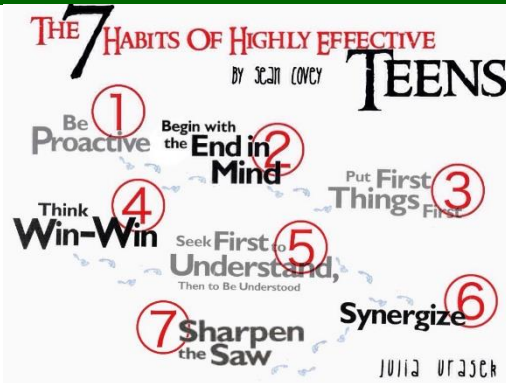 THE 7 HABITS OF HIGHLY EFFECTIVE
TEENS
BY SEAN COVEY
1
Be
Proactive
2
Begin with
the End in
Mind
3
Put First
Things First
4
Think
Win-Win
5
Seek First to
Understand,
Then to Be Understood
6
Synergize
7
Sharpen
the Saw
Julia Urasek